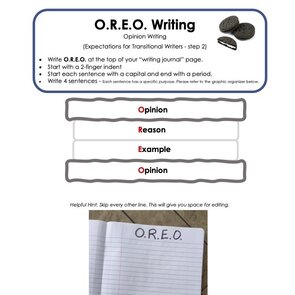 O.R.E.O. Writing
Opinion Writing
(Expectations for Transitional Writers - step 2)
• Write O.R.E.O. at the top of your "writing journal" page.
• Start with a 2-finger indent
• Start each sentence with a capital and end with a period.
• Write 4 sentences - Each sentence has a specific purpose. Please refer to the graphic organizer below.
Opinion
Reason
Example
Opinion
Helpful Hint: Skip every other line. This will give you space for editing.
O.R.E.O.